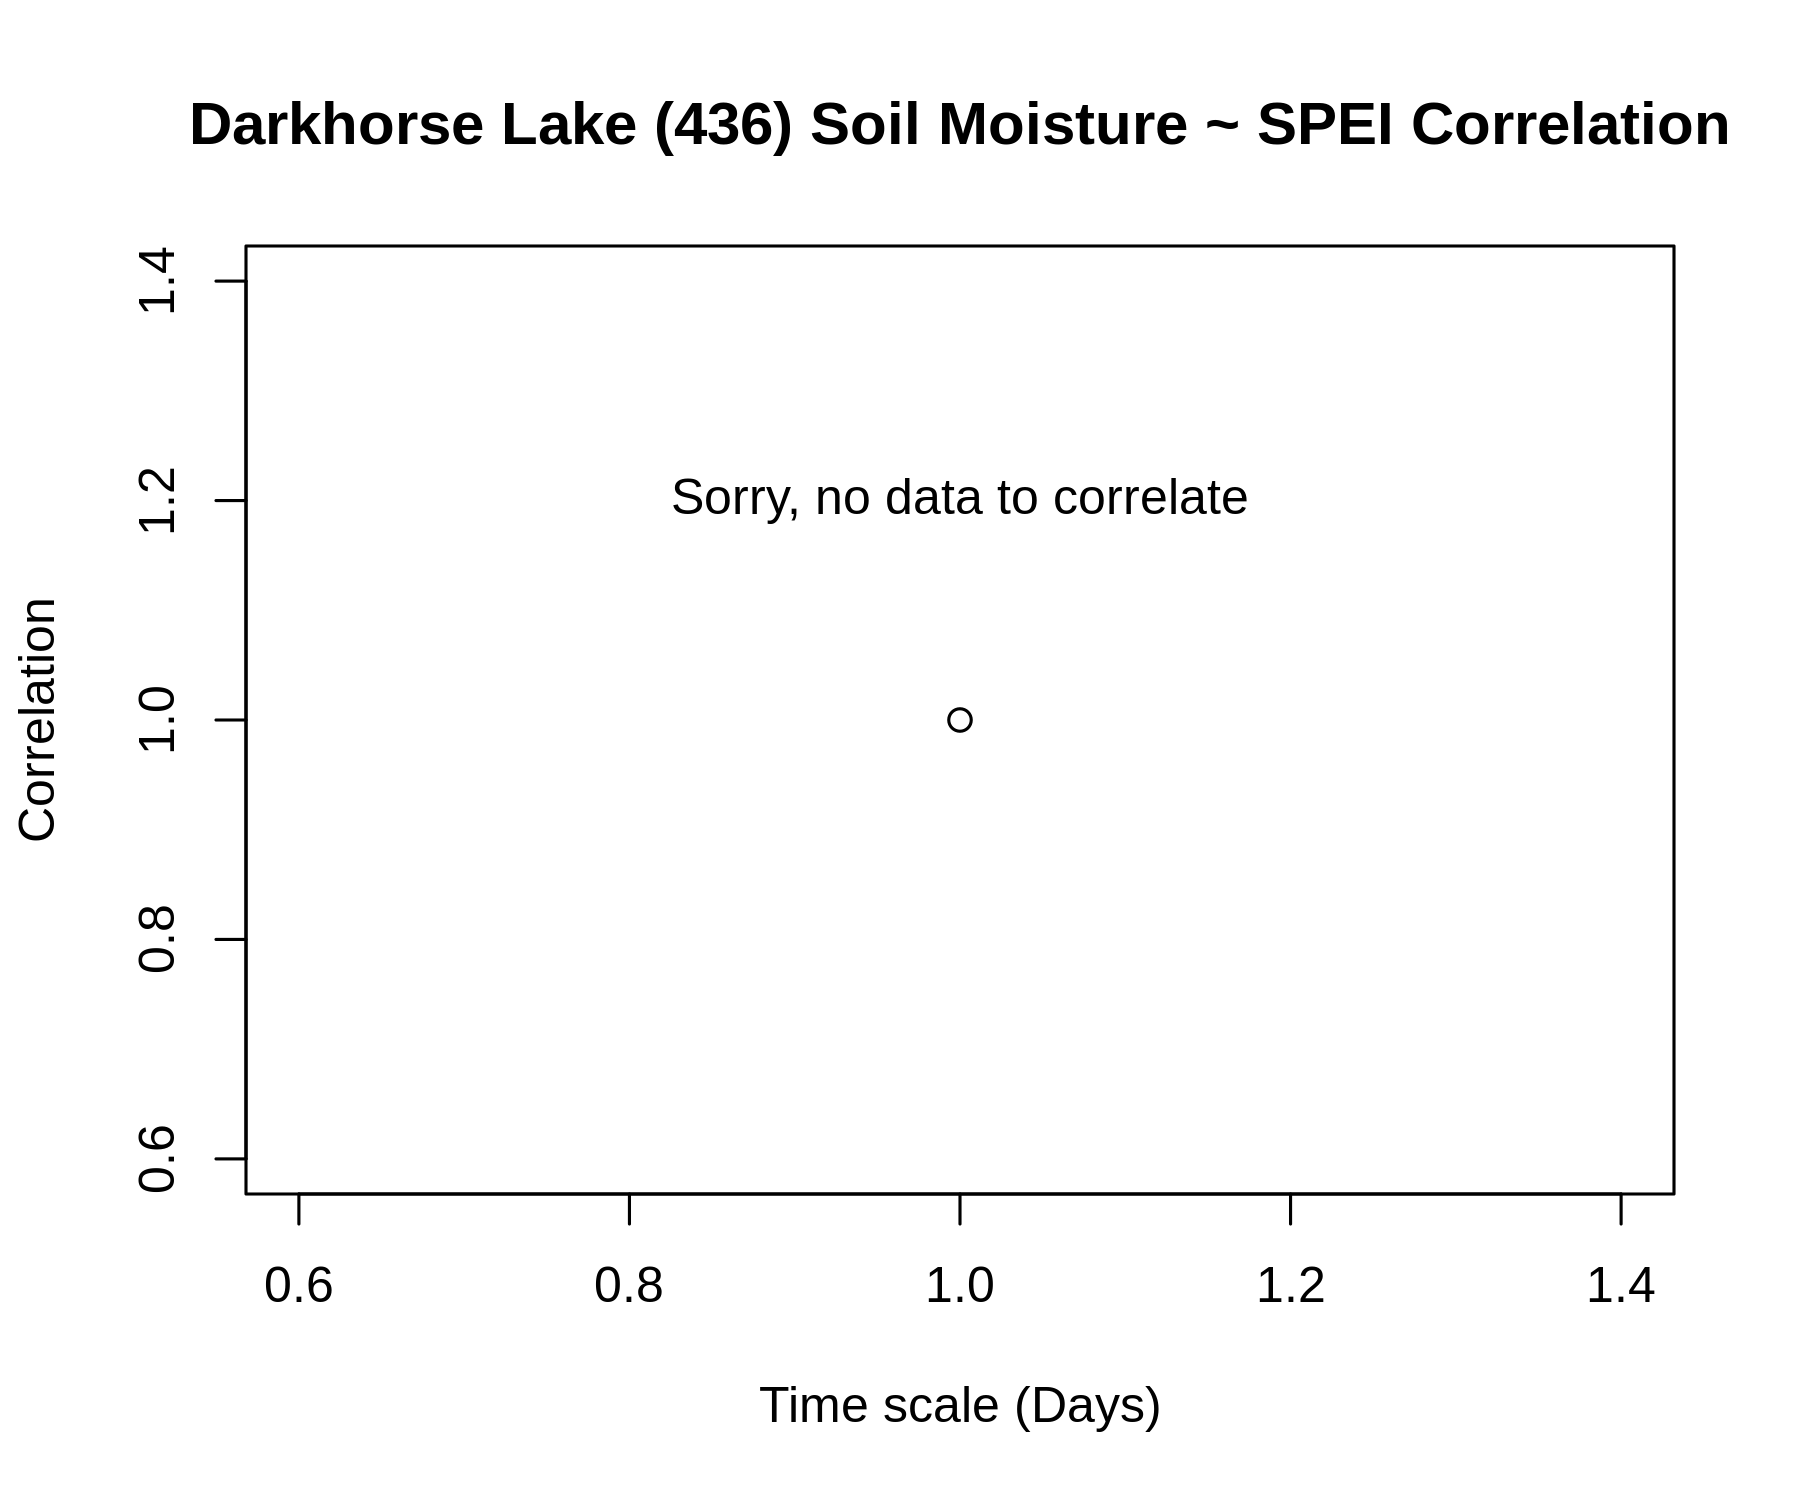 Darkhorse Lake (436) Soil Moisture ~ SPEI Correlation
1.4
1.2
1.0
0.8
0.6
Correlation
Sorry, no data to correlate
0.6 0.8 1.0 1.2 1.4
Time scale (Days)